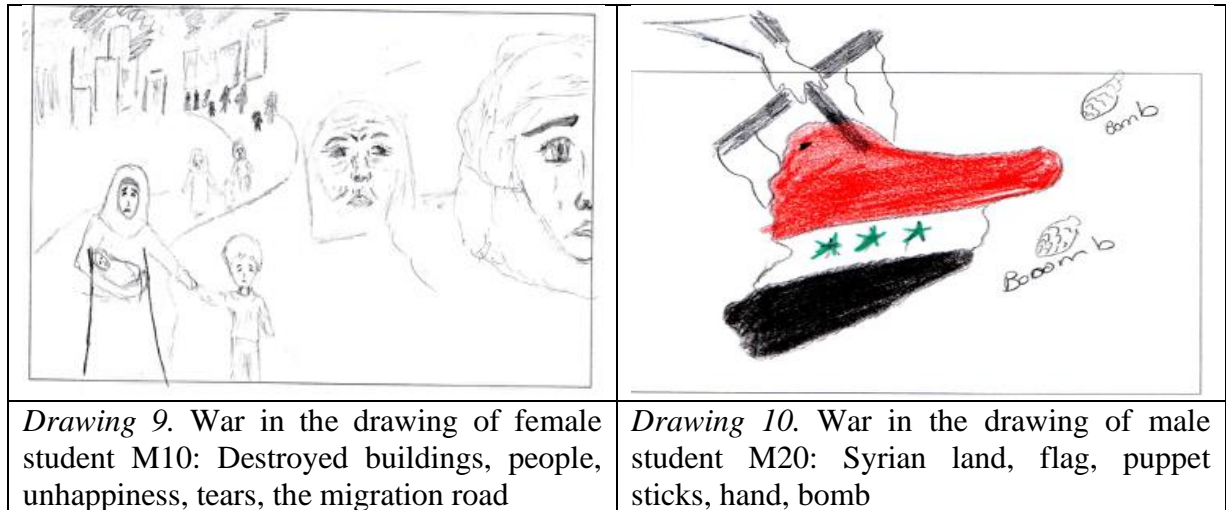 Bomb
Booomb
Drawing 9. War in the drawing of female
student M10: Destroyed buildings, people,
unhappiness, tears, the migration road
Drawing 10. War in the drawing of male
student M20: Syrian land, flag, puppet
sticks, hand, bomb